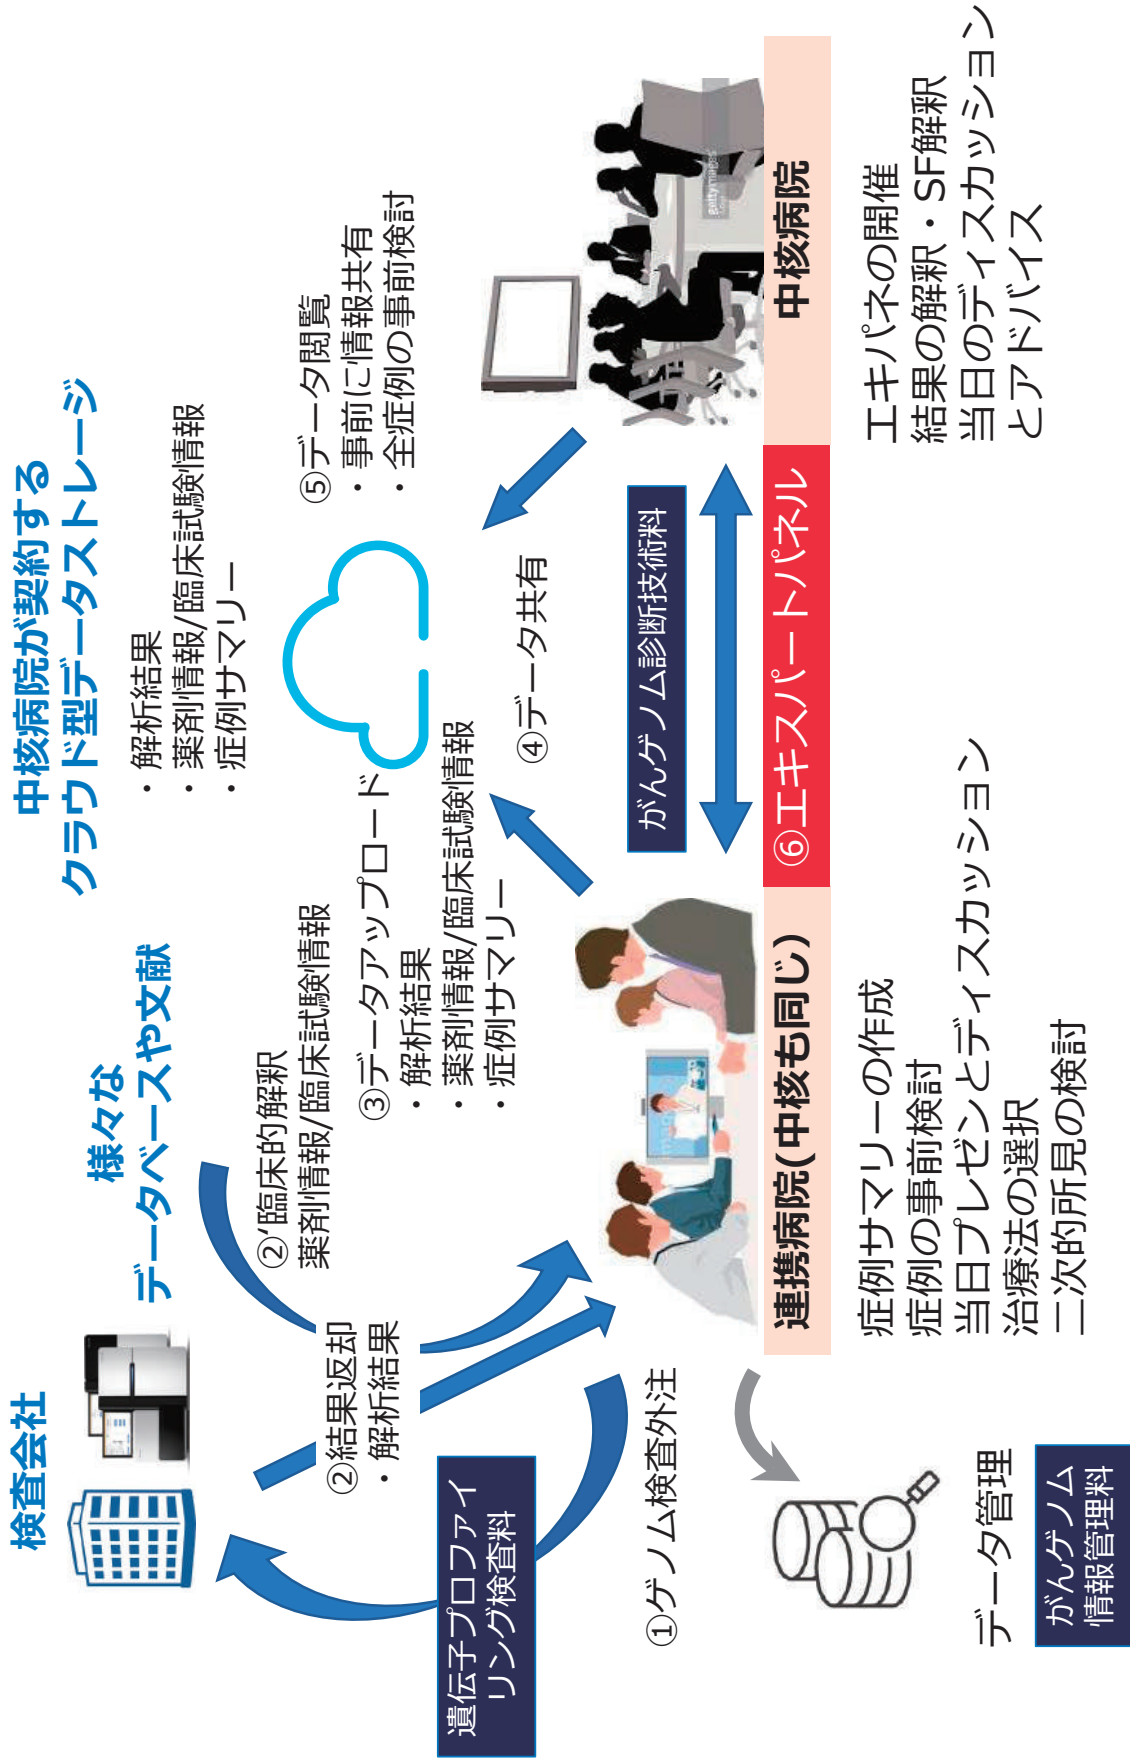 検査会社
様々な
データベースや文献
中核病院が契約する
クラウド型データストレージ
・解析結果
・薬剤情報/臨床試験情報
・症例サマリー
②'臨床的解釈
薬剤情報/臨床試験情報
②結果返却
・解析結果
③データアップロード
・解析結果
・薬剤情報/臨床試験情報
・症例サマリー
⑤データ閲覧
・事前に情報共有
・全症例の事前検討
④データ共有
遺伝子プロファイ
リング検査料
①ゲノム検査外注
がんゲノム診断技術料
gettyimages
連携病院(中核も同じ)
⑥エキスパートパネル
中核病院
データ管理
がんゲノム
情報管理料
症例サマリーの作成
症例の事前検討
当日プレゼンとディスカッション
治療法の選択
二次的所見の検討
エキパネの開催
結果の解釈・SF解釈
当日のディスカッション
とアドバイス